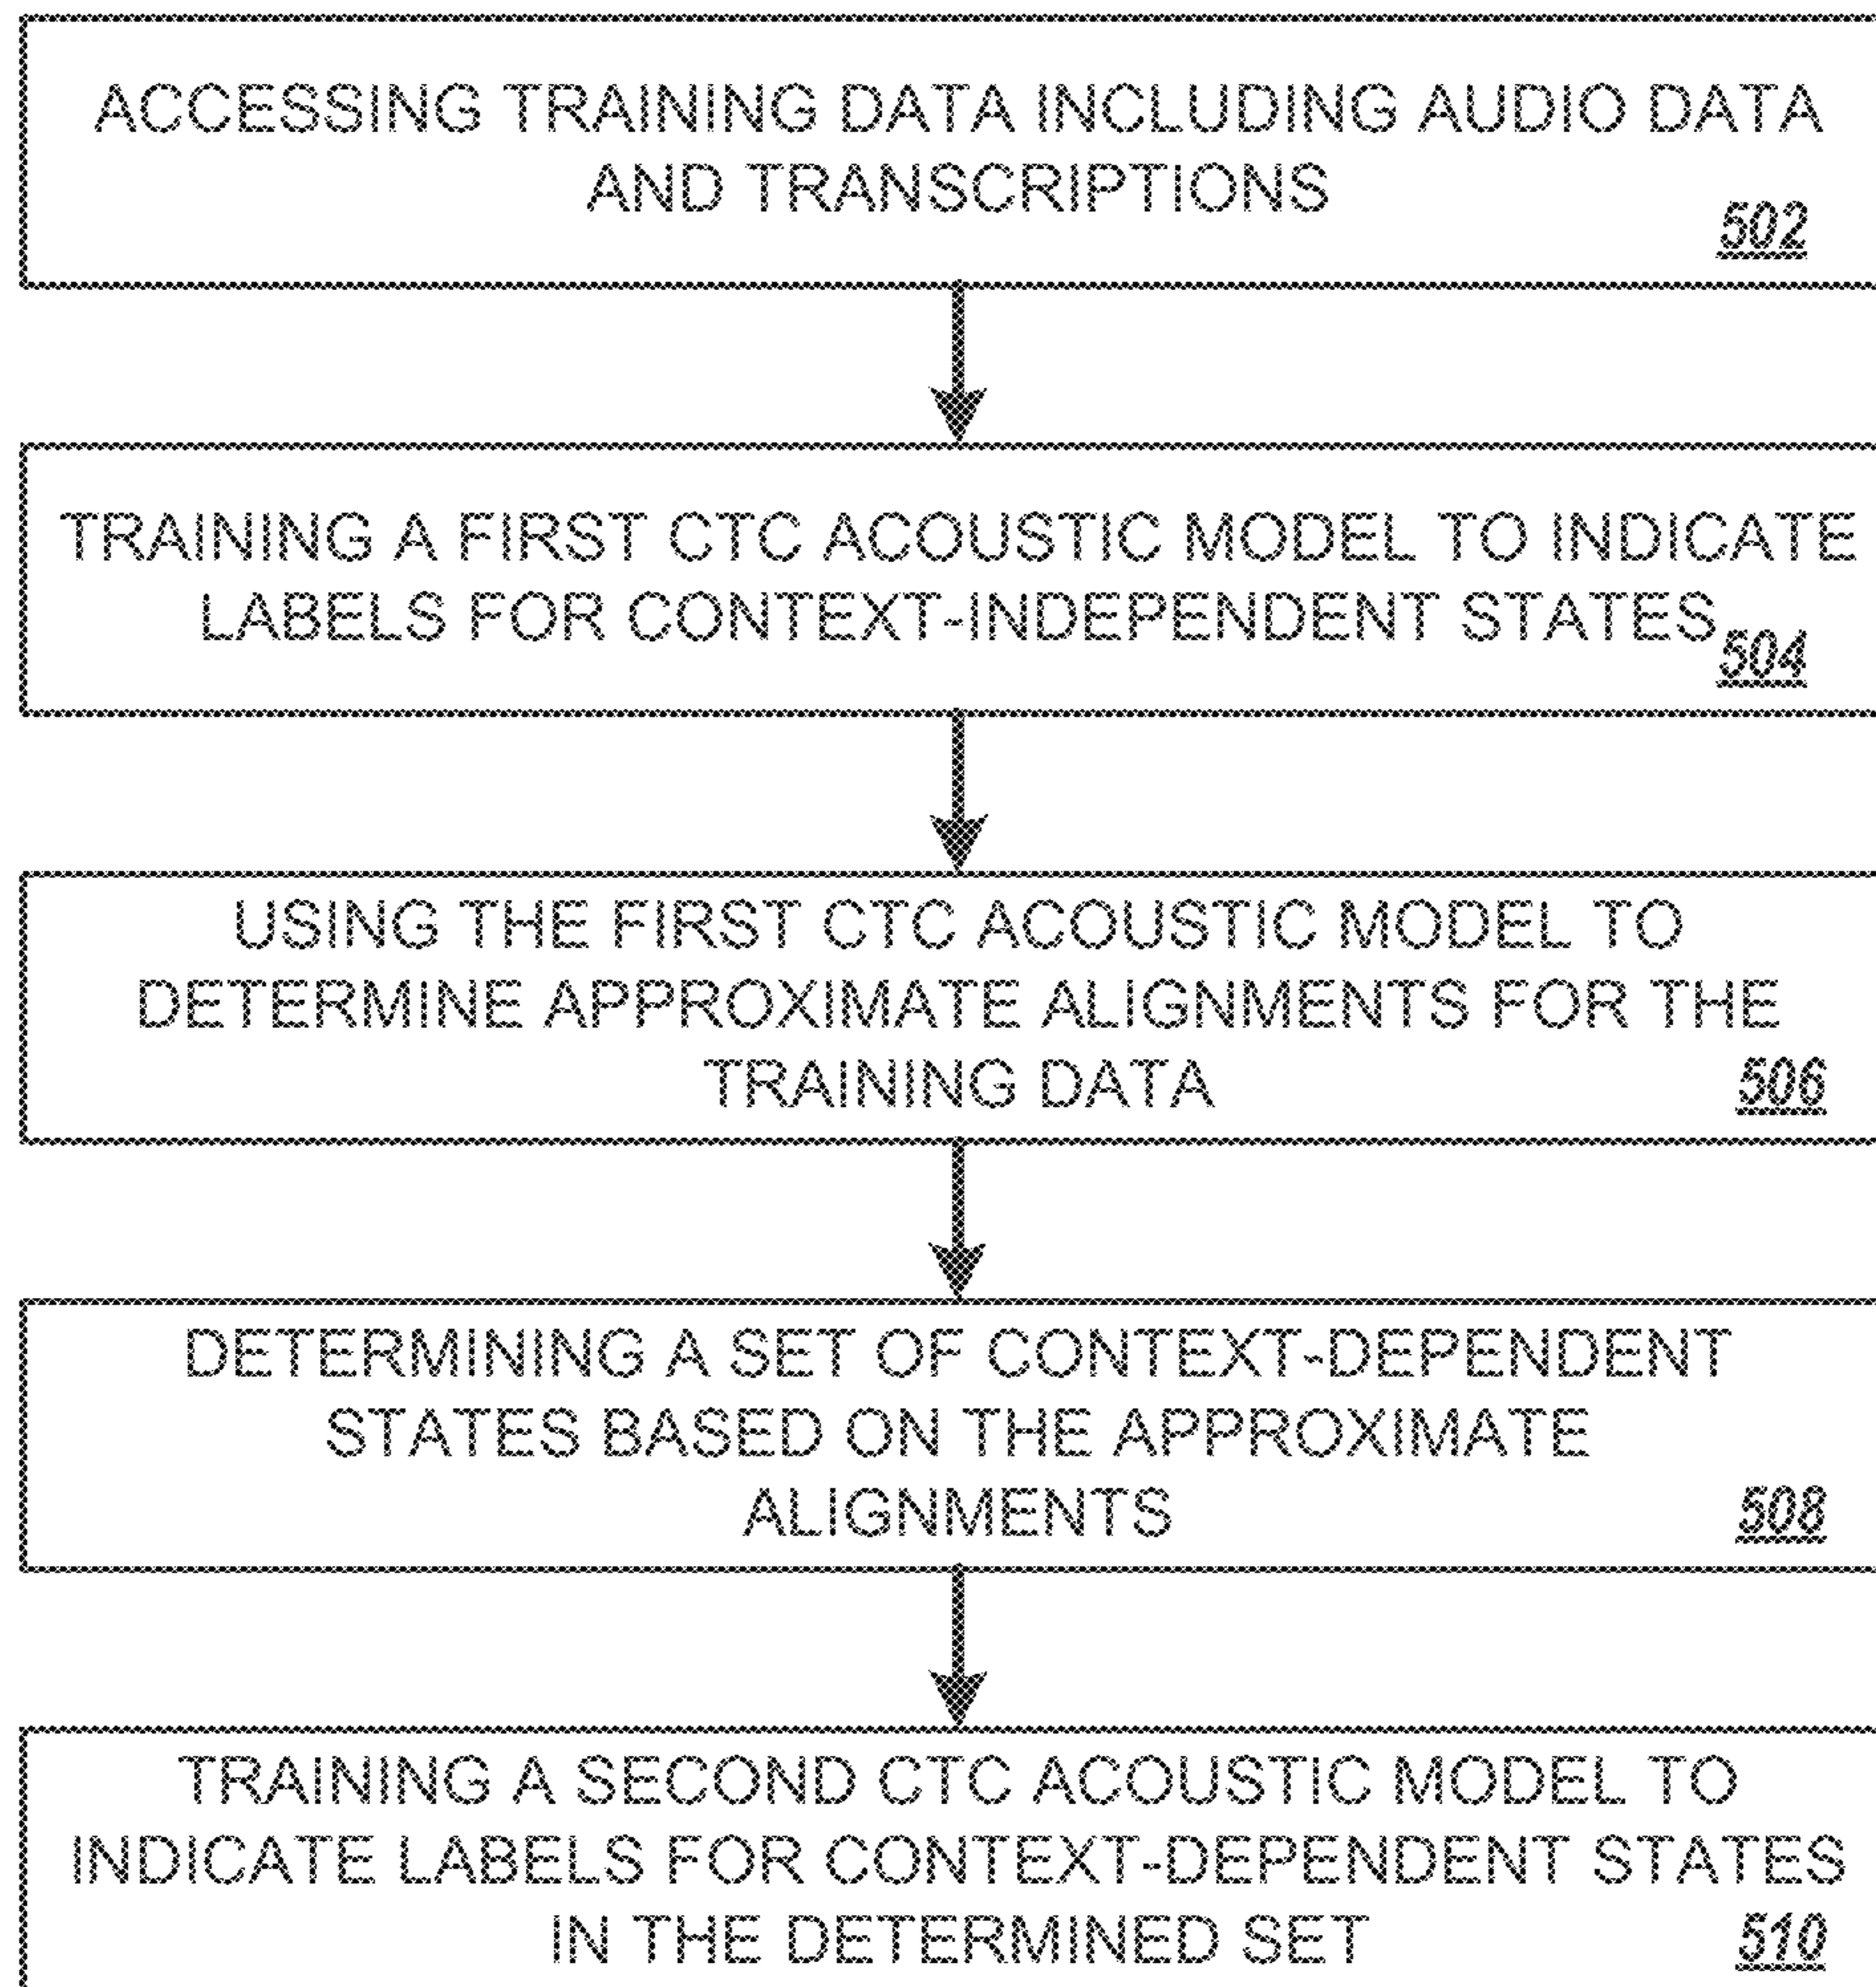 ACCESSING TRAINING DATA INCLUDING AUDIO DATA
AND TRANSCRIPTIONS
502
TRAINING A FIRST CTC ACOUSTIC MODEL TO INDICATE
LABELS FOR CONTEXT-INDEPENDENT STATES
504
USING THE FIRST CTC ACOUSTIC MODEL TO
DETERMINE APPROXIMATE ALIGNMENTS FOR THE
TRAINING DATA
506
DETERMINING A SET OF CONTEXT-DEPENDENT
STATES BASED ON THE APPROXIMATE
ALIGNMENTS
508
TRAINING A SECOND CTC ACOUSTIC MODEL TO
INDICATE LABELS FOR CONTEXT-DEPENDENT STATES
IN THE DETERMINED SET
510